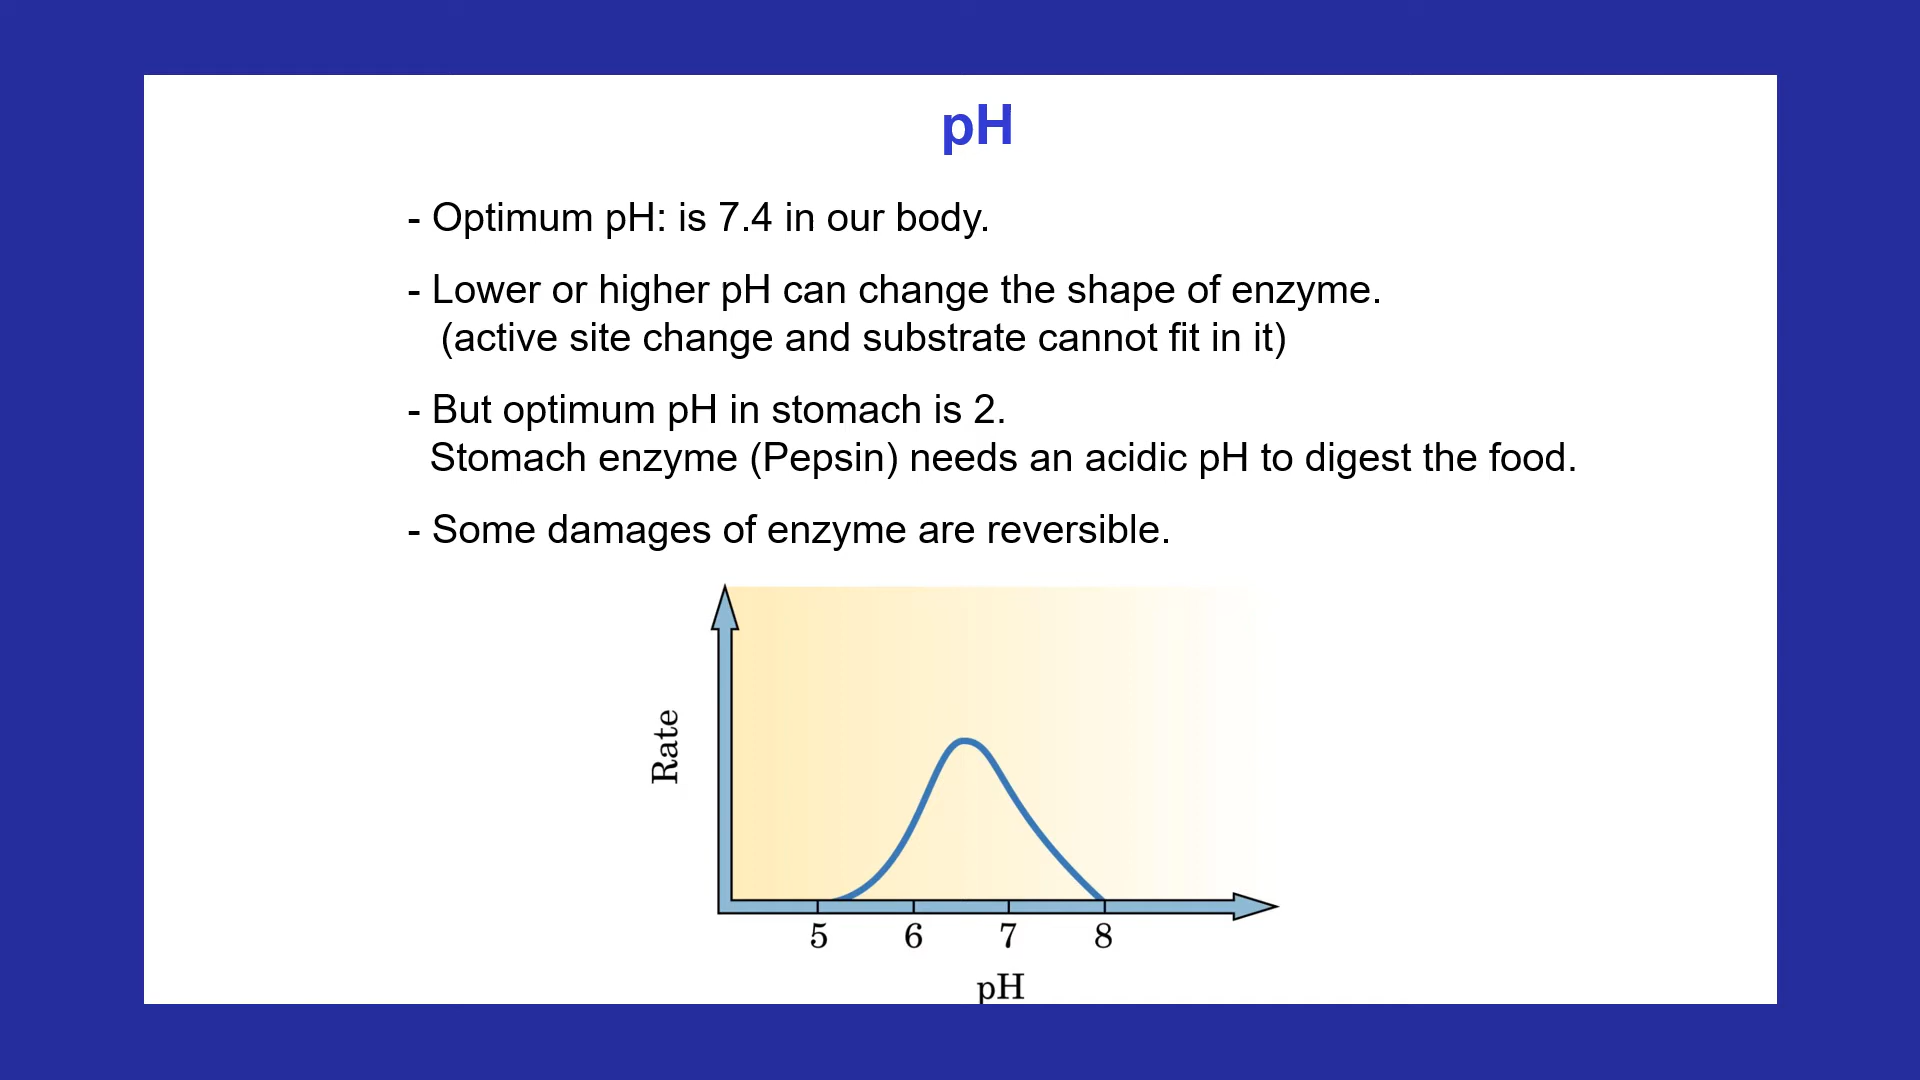 pH
- Optimum pH: is 7.4 in our body.
- Lower or higher pH can change the shape of enzyme.
(active site change and substrate cannot fit in it)
- But optimum pH in stomach is 2.
Stomach enzyme (Pepsin) needs an acidic pH to digest the food.
- Some damages of enzyme are reversible.
Rate
5 6 7 8
pH